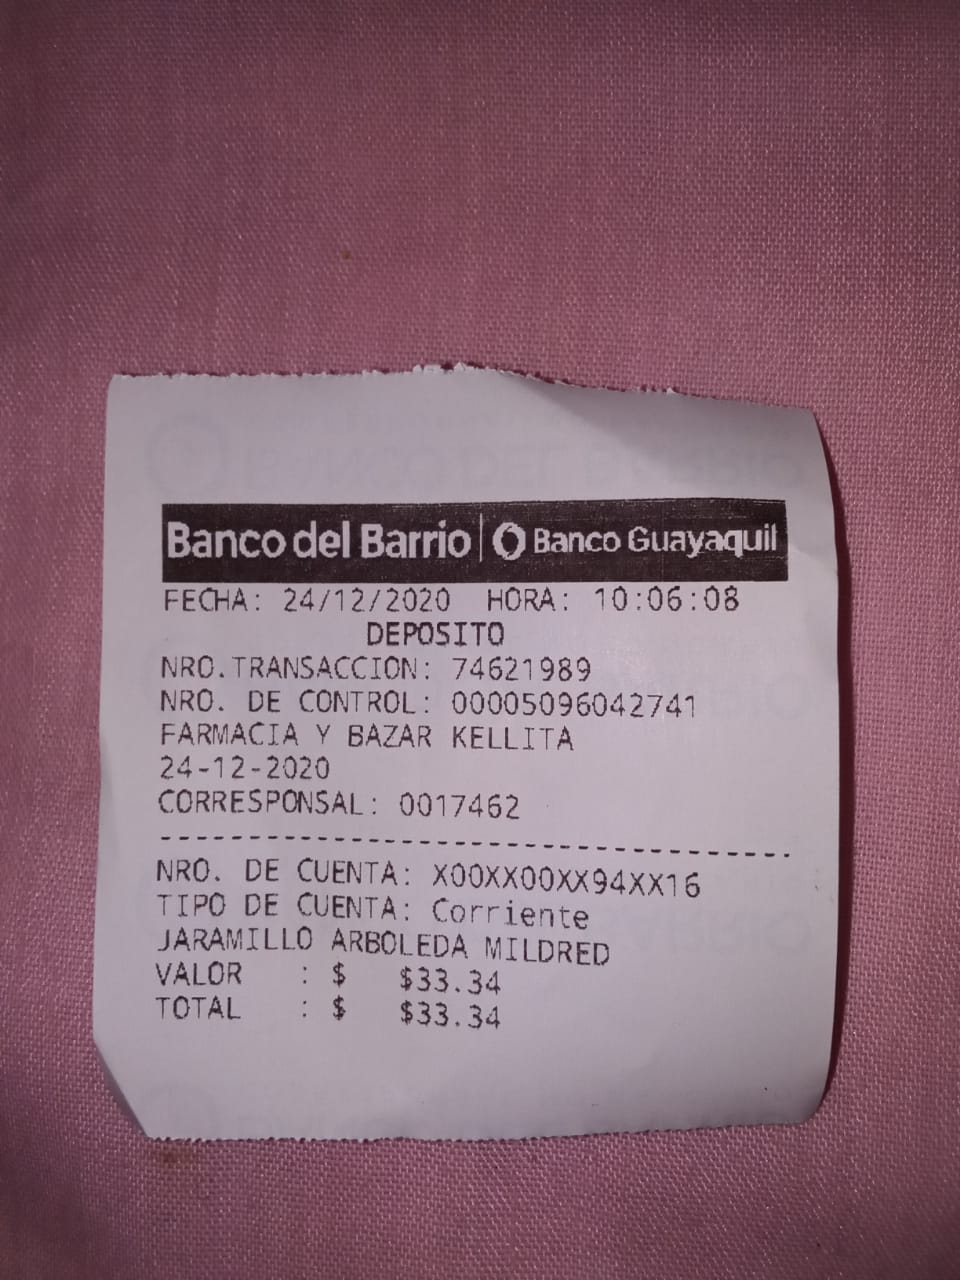 Banco del Barrio | Banco Guayaquil
FECHA: 24/12/2020 HORA: 10:06:08
DEPOSITO
NRO.TRANSACCION: 74621989
NRO. DE CONTROL: 00005096042741
FARMACIA Y BAZAR KELLITA
24-12-2020
CORRESPONSAL: 0017462
NRO. DE CUENTA: X00XX00XX94XX16
TIPO DE CUENTA: Corriente
JARAMILLO ARBOLEDA MILDRED
VALOR : $ $33.34
TOTAL : $ $33.34